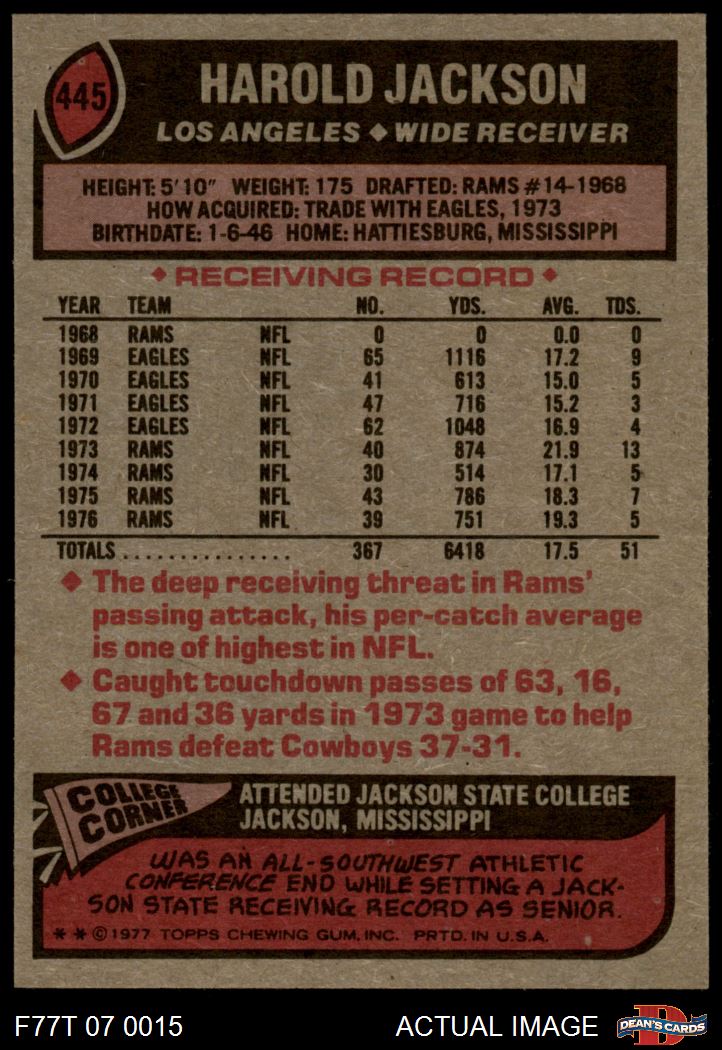 445
HAROLD JACKSON
LOS ANGELES ◆ WIDE RECEIVER
HEIGHT: 5'10" WEIGHT: 175 DRAFTED: RAMS #14-1968
HOW ACQUIRED: TRADE WITH EAGLES, 1973
BIRTHDATE: 1-6-46 HOME: HATTIESBURG, MISSISSIPPI
◆ RECEIVING RECORD ◆
YEAR TEAM NO. YDS. AVG. TDS.
1968 RAMS NFL 0 0 0.0 0
1969 EAGLES NFL 65 1116 17.2 9
1970 EAGLES NFL 41 613 15.0 5
1971 EAGLES NFL 47 716 15.2 3
1972 EAGLES NFL 62 1048 16.9 4
1973 RAMS NFL 40 874 21.9 13
1974 RAMS NFL 30 514 17.1 5
1975 RAMS NFL 43 786 18.3 7
1976 RAMS NFL 39 751 19.3 5
TOTALS............... 367 6418 17.5 51
◆ The deep receiving threat in Rams'
passing attack, his per-catch average
is one of highest in NFL.
◆ Caught touchdown passes of 63, 16,
67 and 36 yards in 1973 game to help
Rams defeat Cowboys 37-31.
COLLEGE
CORNER
ATTENDED JACKSON STATE COLLEGE
JACKSON, MISSISSIPPI
WAS AN ALL-SOUTHWEST ATHLETIC
CONFERENCE END WHILE SETTING A JACK-
SON STATE RECEIVING RECORD AS SENIOR.
* * © 1977 TOPPS CHEWING GUM, INC. PRTD. IN U.S.A.
F77T 07 0015
ACTUAL IMAGE
D
DEAN'S CARDS